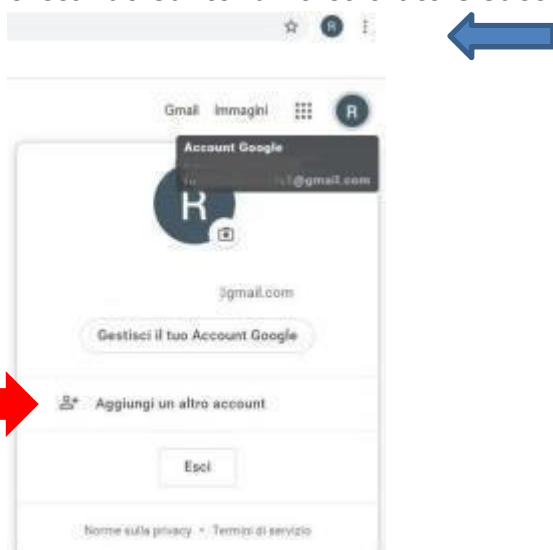 R
Gmail Immagini R
Account Google
@gmail.com
R
gmail.com
Gestisci il tuo Account Google
Aggiungi un altro account
Esci
Norme sulla privacy • Termini di servizio